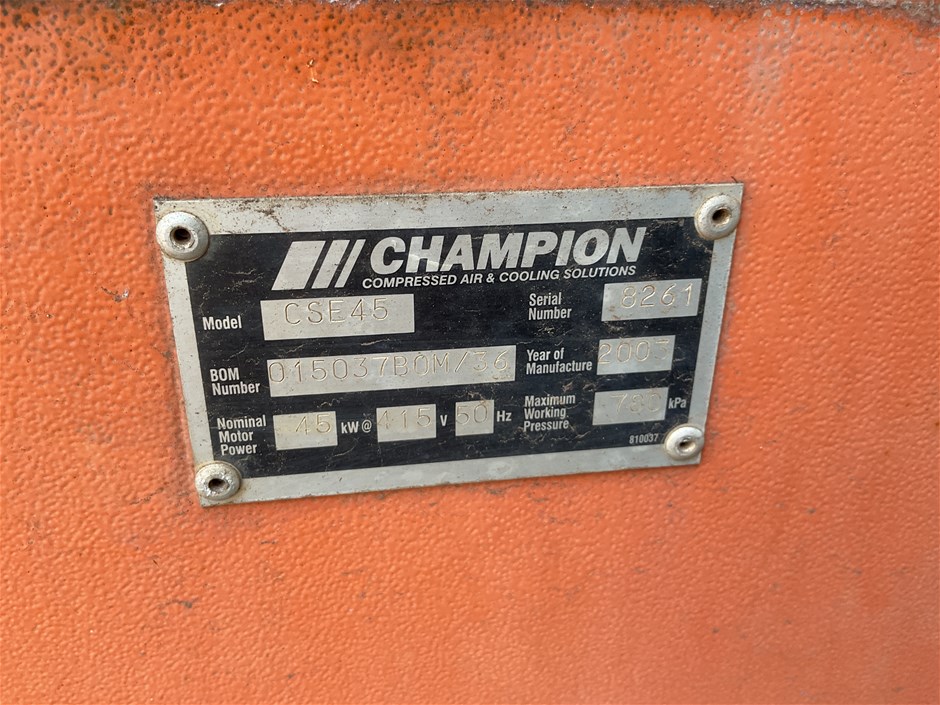 CHAMPION
COMPRESSED AIR & COOLING SOLUTIONS
Model CSE45
Serial Number 8261
BOM Number 015037BOM/36
Year of Manufacture
Nominal Motor Power 45 kW@ 415 V 50 Hz
Maximum Working Pressure kPa
810037